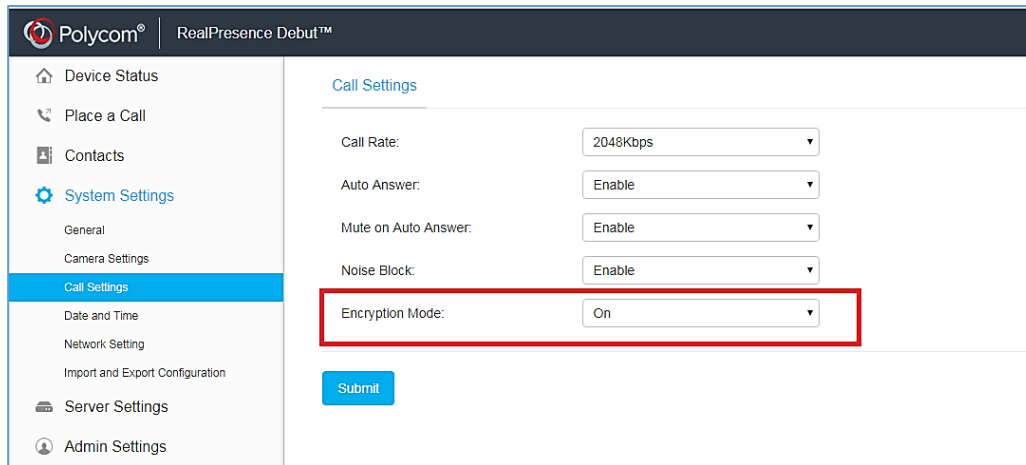 Polycom® RealPresence Debut™
Device Status
Place a Call
Contacts
System Settings
General
Camera Settings
Call Settings
Date and Time
Network Setting
Import and Export Configuration
Server Settings
Admin Settings
Call Settings
Call Rate: 2048Kbps
Auto Answer: Enable
Mute on Auto Answer: Enable
Noise Block: Enable
Encryption Mode: On
Submit